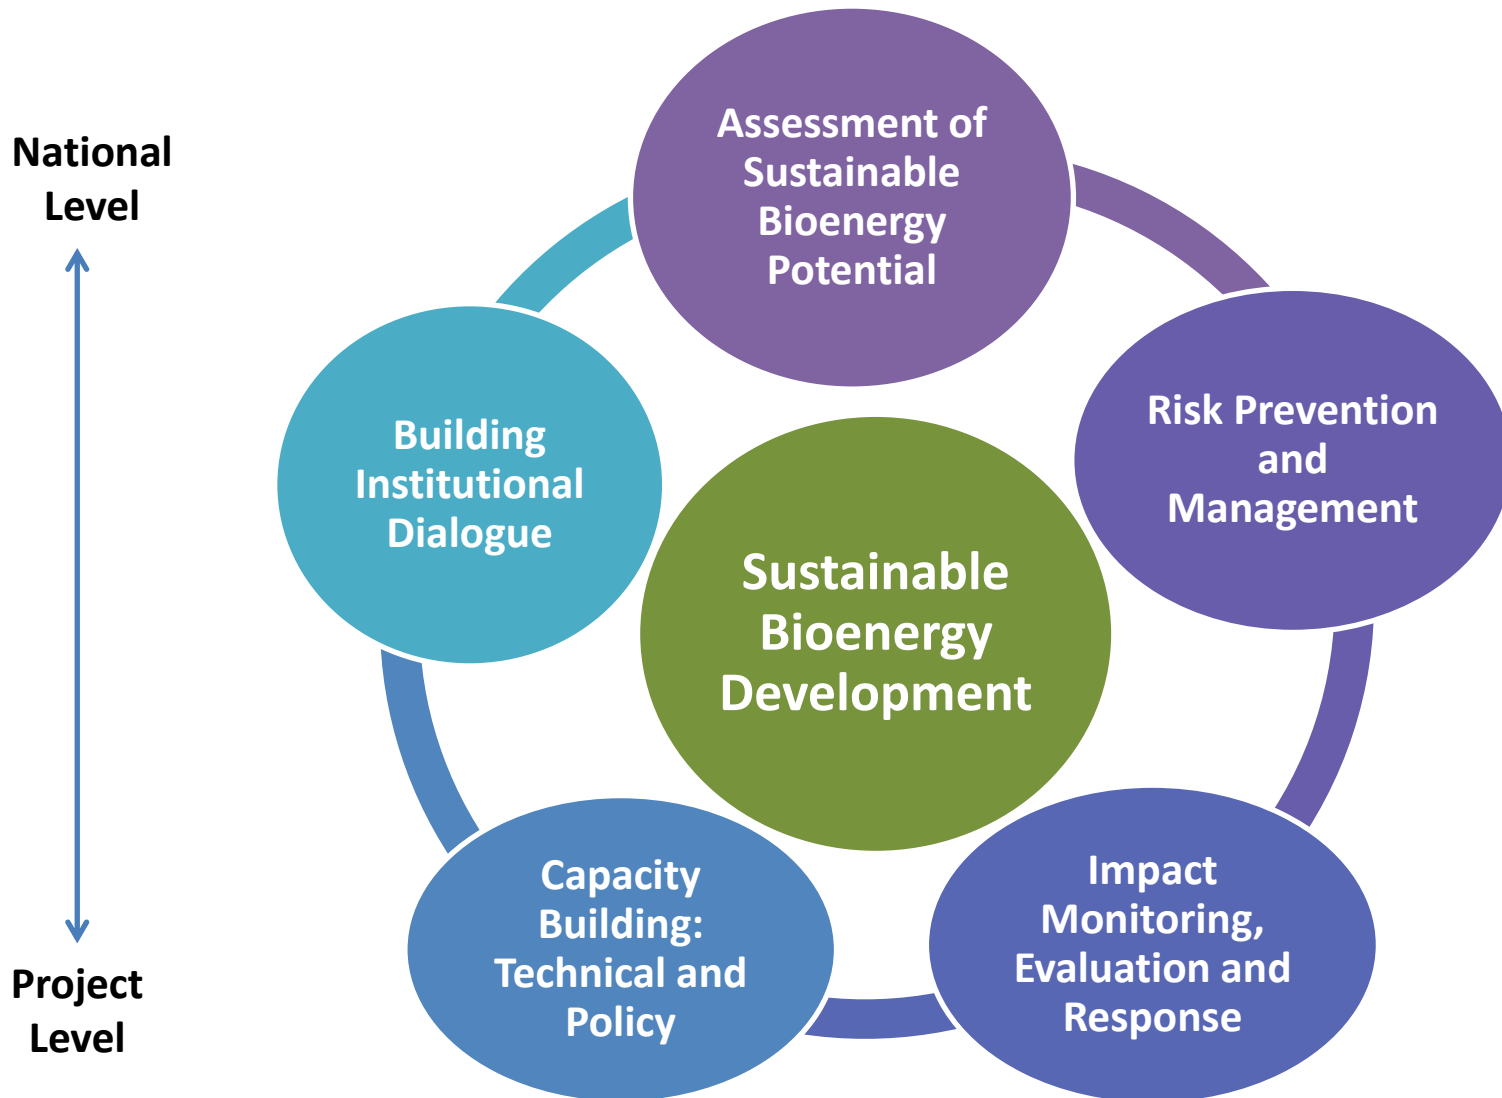 National
Level
Project
Level
Assessment of
Sustainable
Bioenergy
Potential
Risk Prevention
and
Management
Impact
Monitoring,
Evaluation and
Response
Capacity
Building:
Technical and
Policy
Building
Institutional
Dialogue
Sustainable
Bioenergy
Development